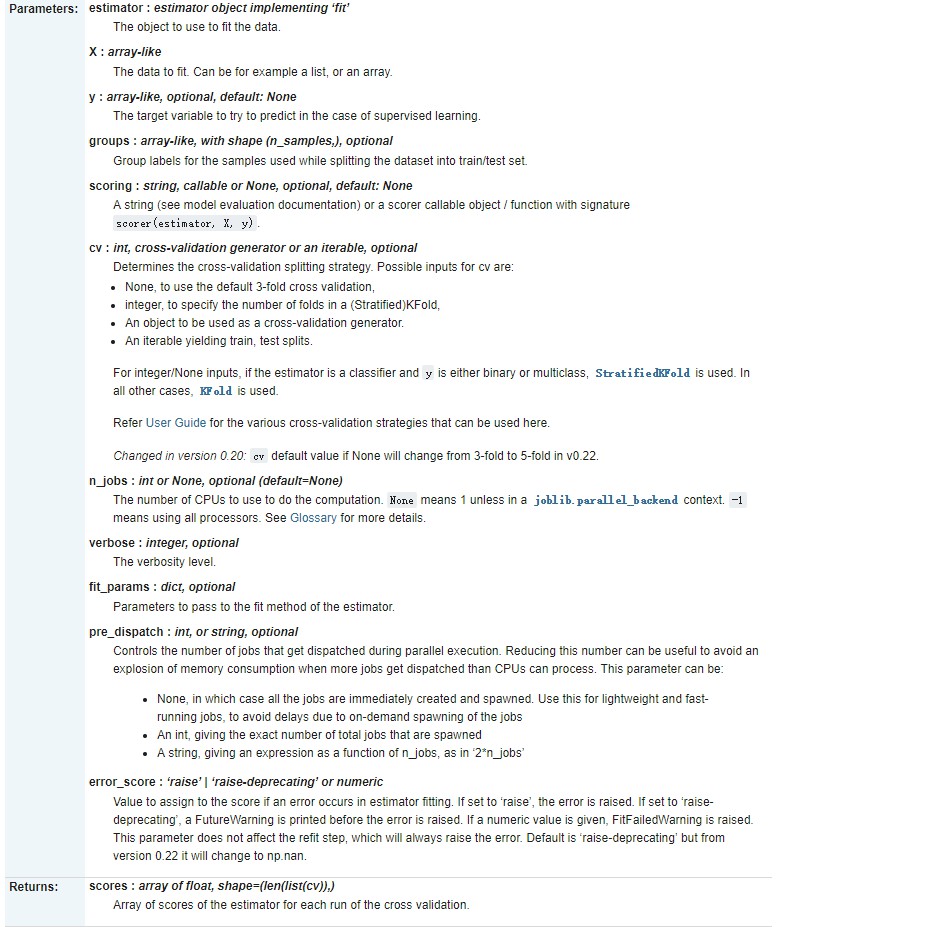 Parameters: estimator : estimator object implementing ‘fit’
The object to use to fit the data.
X : array-like
The data to fit. Can be for example a list, or an array.
y : array-like, optional, default: None
The target variable to try to predict in the case of supervised learning.
groups : array-like, with shape (n_samples,), optional
Group labels for the samples used while splitting the dataset into train/test set.
scoring : string, callable or None, optional, default: None
A string (see model evaluation documentation) or a scorer callable object / function with signature
scorer(estimator, X, y).
cv : int, cross-validation generator or an iterable, optional
Determines the cross-validation splitting strategy. Possible inputs for cv are:
• None, to use the default 3-fold cross validation,
• integer, to specify the number of folds in a (Stratified)KFold,
• An object to be used as a cross-validation generator.
• An iterable yielding train, test splits.
For integer/None inputs, if the estimator is a classifier and y is either binary or multiclass, StratifiedKFold is used. In
all other cases, KFold is used.
Refer User Guide for the various cross-validation strategies that can be used here.
Changed in version 0.20: cv default value if None will change from 3-fold to 5-fold in v0.22.
n_jobs : int or None, optional (default=None)
The number of CPUs to use to do the computation. None means 1 unless in a joblib.parallel_backend context. -1
means using all processors. See Glossary for more details.
verbose : integer, optional
The verbosity level.
fit_params : dict, optional
Parameters to pass to the fit method of the estimator.
pre_dispatch : int, or string, optional
Controls the number of jobs that get dispatched during parallel execution. Reducing this number can be useful to avoid an
explosion of memory consumption when more jobs get dispatched than CPUs can process. This parameter can be:
• None, in which case all the jobs are immediately created and spawned. Use this for lightweight and fast-
running jobs, to avoid delays due to on-demand spawning of the jobs
• An int, giving the exact number of total jobs that are spawned
• A string, giving an expression as a function of n_jobs, as in ‘2*n_jobs’
error_score : ‘raise’ | ‘raise-deprecating’ or numeric
Value to assign to the score if an error occurs in estimator fitting. If set to ‘raise’, the error is raised. If set to ‘raise-
deprecating’, a FutureWarning is printed before the error is raised. If a numeric value is given, FitFailedWarning is raised.
This parameter does not affect the refit step, which will always raise the error. Default is ‘raise-deprecating’ but from
version 0.22 it will change to np.nan.
Returns: scores : array of float, shape=(len(list(cv)),)
Array of scores of the estimator for each run of the cross validation.